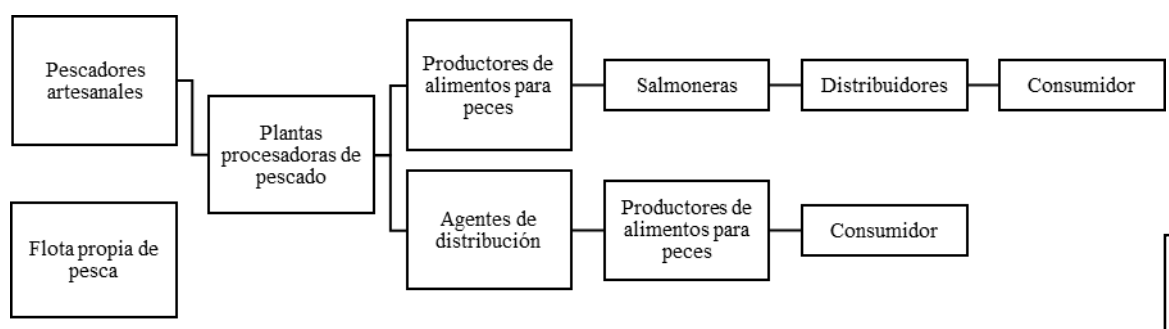 Pescadores
artesanales
Flota propia de
pesca
Plantas
procesadoras de
pescado
Productores de
alimentos para
peces
Salmoneras
Distribuidores
Consumidor
Agentes de
distribución
Productores de
alimentos para
peces
Consumidor